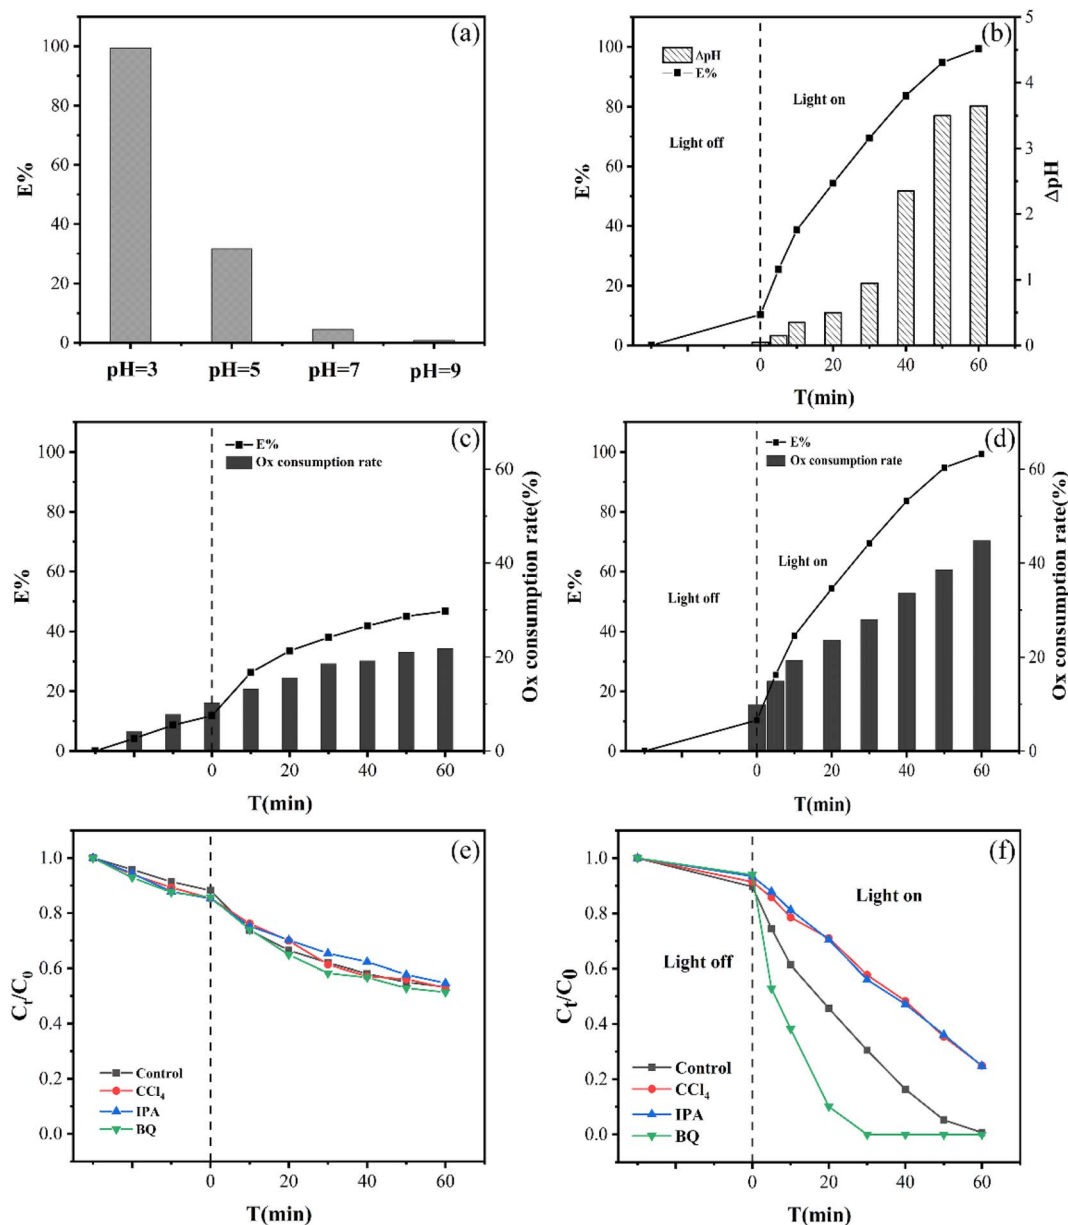 (a)
100
80
60
40
20
0
E%
pH=3 pH=5 pH=7 pH=9
(b)
ΔpH
E%
Light on
Light off
100
80
60
40
20
0
E%
5
4
3
2
1
0
ΔpH
0 20 40 60
T(min)
(c)
E%
Ox consumption rate
100
80
60
40
20
0
E%
60
40
20
0
Ox consumption rate(%)
0 20 40 60
T(min)
(d)
E%
Ox consumption rate
Light on
Light off
100
80
60
40
20
0
E%
60
40
20
0
Ox consumption rate(%)
0 20 40 60
T(min)
(e)
1.0
0.8
0.6
0.4
0.2
0.0
Ct/C0
Control
CCl4
IPA
BQ
0 20 40 60
T(min)
(f)
Light on
Light off
1.0
0.8
0.6
0.4
0.2
0.0
Ct/C0
Control
CCl4
IPA
BQ
0 20 40 60
T(min)